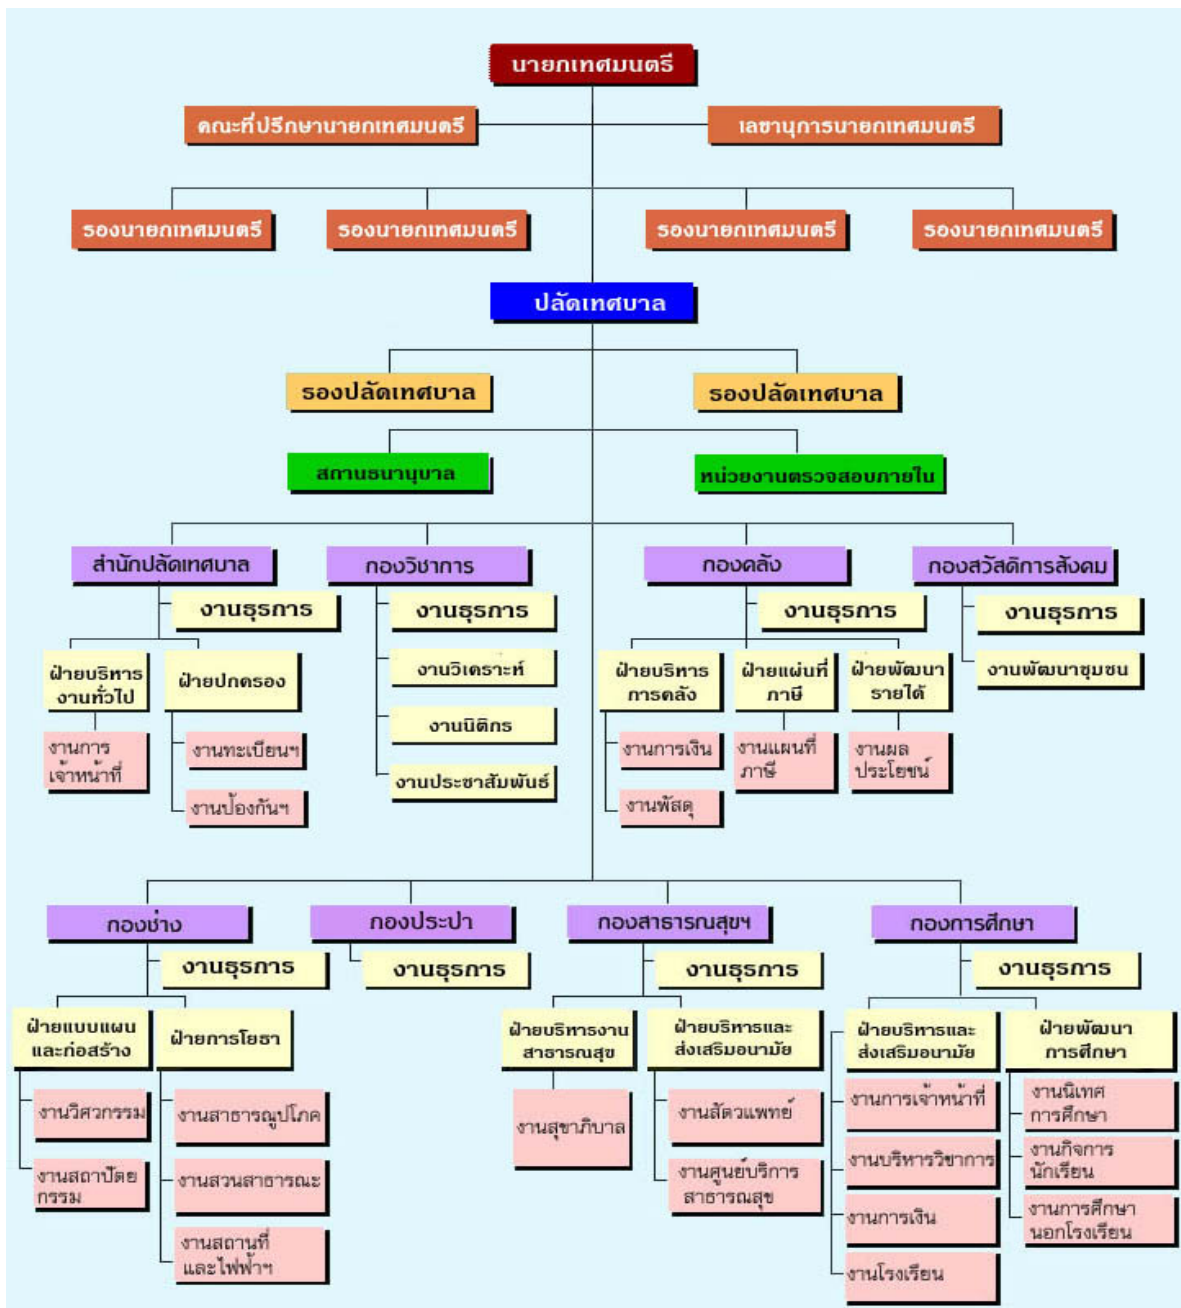 นายกเทศมนตรี
คณะที่ปรึกษานายกเทศมนตรี
เลขานุการนายกเทศมนตรี
รองนายกเทศมนตรี
รองนายกเทศมนตรี
รองนายกเทศมนตรี
รองนายกเทศมนตรี
ปลัดเทศบาล
รองปลัดเทศบาล
รองปลัดเทศบาล
สถานธนานุบาล
หน่วยงานตรวจสอบภายใน
สำนักปลัดเทศบาล
งานธุรการ
ฝ่ายบริหาร
งานทั่วไป
งานการ
เจ้าหน้าที่
ฝ่ายปกครอง
งานทะเบียนฯ
งานป้องกันฯ
กองวิชาการ
งานธุรการ
งานวิเคราะห์
งานนิติกร
งานประชาสัมพันธ์
กองคลัง
งานธุรการ
ฝ่ายบริหาร
การคลัง
งานการเงิน
งานพัสดุ
ฝ่ายแผ่นที่
ภาษี
งานแผนที่
ภาษี
ฝ่ายพัฒนา
รายได้
งานผล
ประโยชน์
กองสวัสดิการสังคม
งานธุรการ
งานพัฒนาชุมชน
กองช่าง
งานธุรการ
ฝ่ายแบบแผน
และก่อสร้าง
งานวิศวกรรม
งานสถาปัตย
กรรม
ฝ่ายการโยธา
งานสาธารณูปโภค
งานสวนสาธารณะ
งานสถานที่
และไฟฟ้าฯ
กองประปา
งานธุรการ
กองสาธารณสุขฯ
งานธุรการ
ฝ่ายบริหารงาน
สาธารณสุข
งานสุขาภิบาล
ฝ่ายบริหารและ
ส่งเสริมอนามัย
งานสัตวแพทย์
งานศูนย์บริการ
สาธารณสุข
กองการศึกษา
งานธุรการ
ฝ่ายบริหารและ
ส่งเสริมอนามัย
งานการเจ้าหน้าที่
งานบริหารวิชาการ
งานการเงิน
งานโรงเรียน
ฝ่ายพัฒนา
การศึกษา
งานนิเทศ
การศึกษา
งานกิจการ
นักเรียน
งานการศึกษา
นอกโรงเรียน